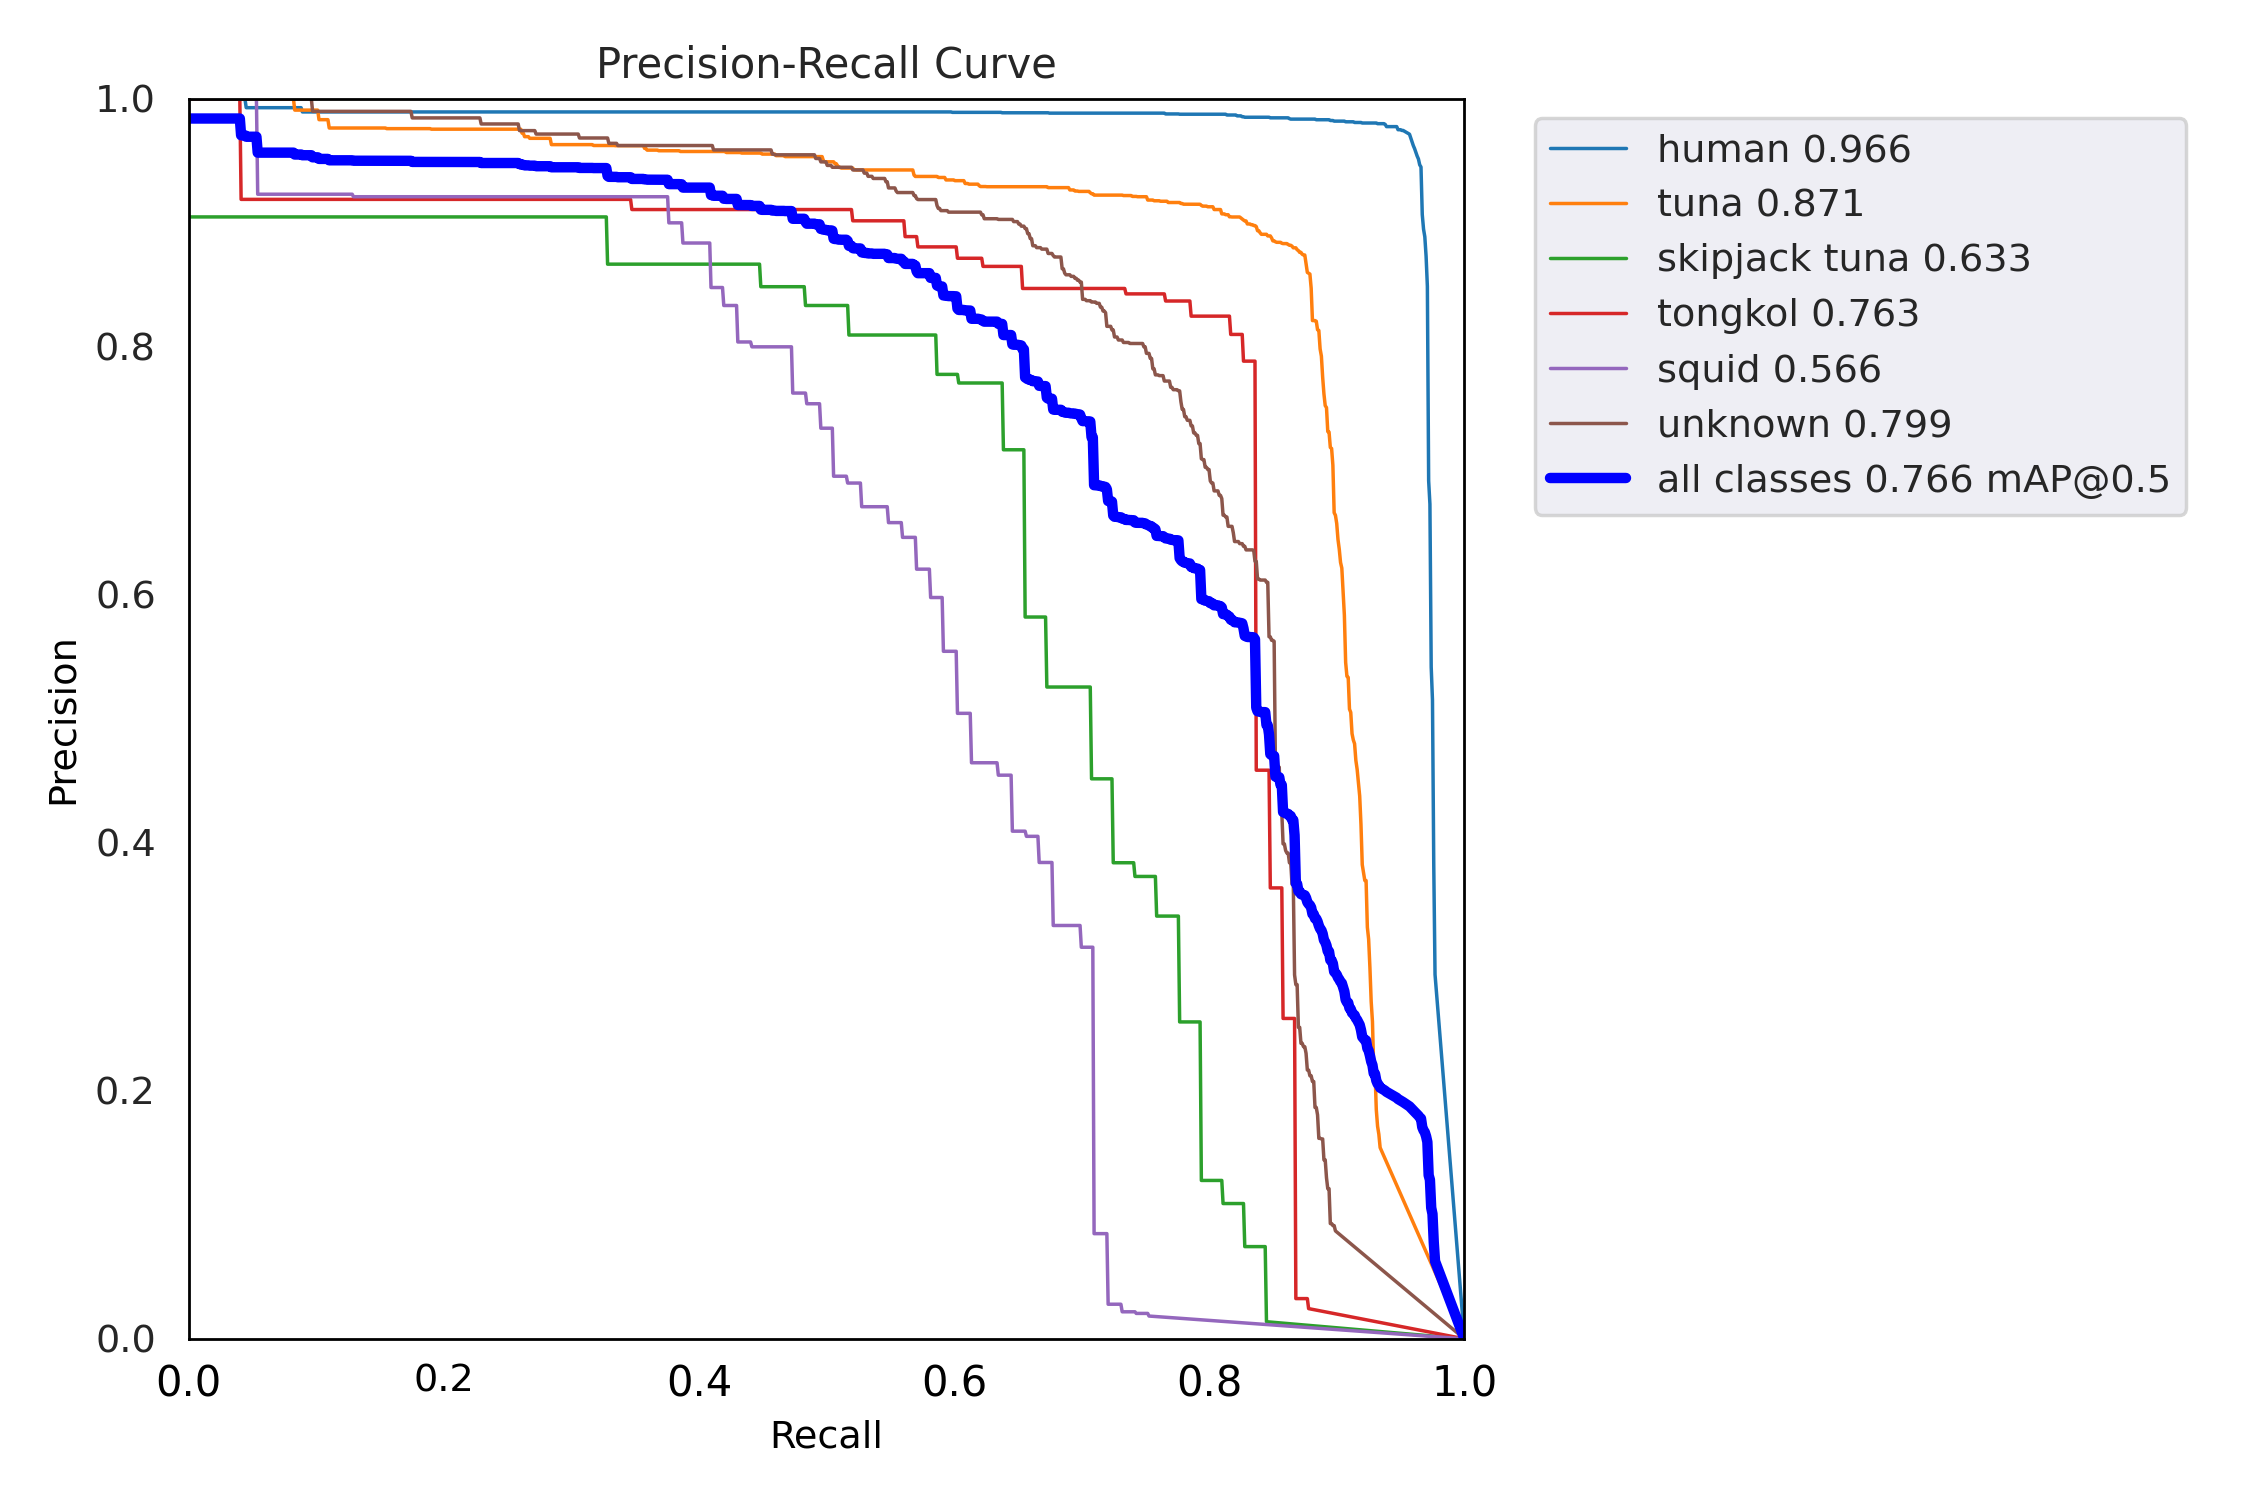 Precision-Recall Curve
1.0
0.8
0.6
0.4
0.2
0.0
Precision
0.0 0.2 0.4 0.6 0.8 1.0
Recall
human 0.966
tuna 0.871
skipjack tuna 0.633
tongkol 0.763
squid 0.566
unknown 0.799
all classes 0.766 mAP@0.5